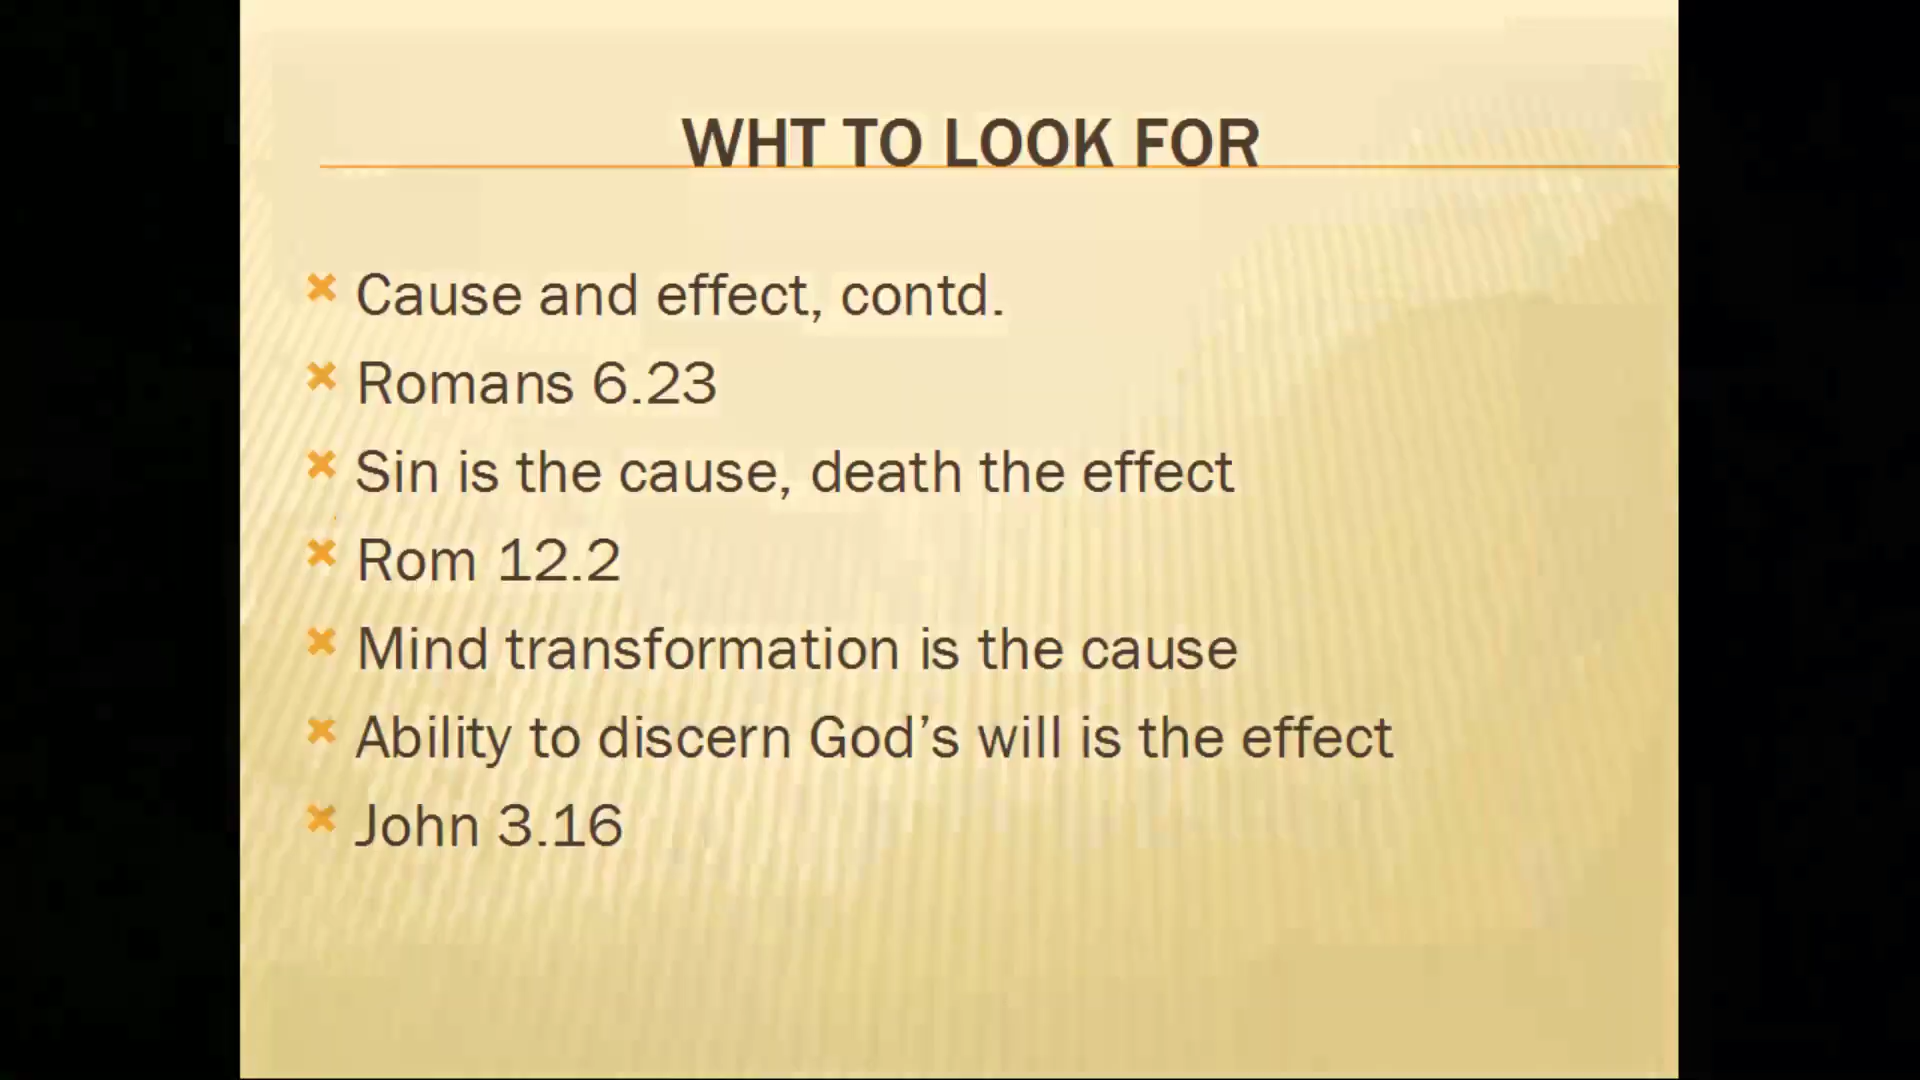 WHT TO LOOK FOR
Cause and effect, contd.
Romans 6.23
Sin is the cause, death the effect
Rom 12.2
Mind transformation is the cause
Ability to discern God’s will is the effect
John 3.16